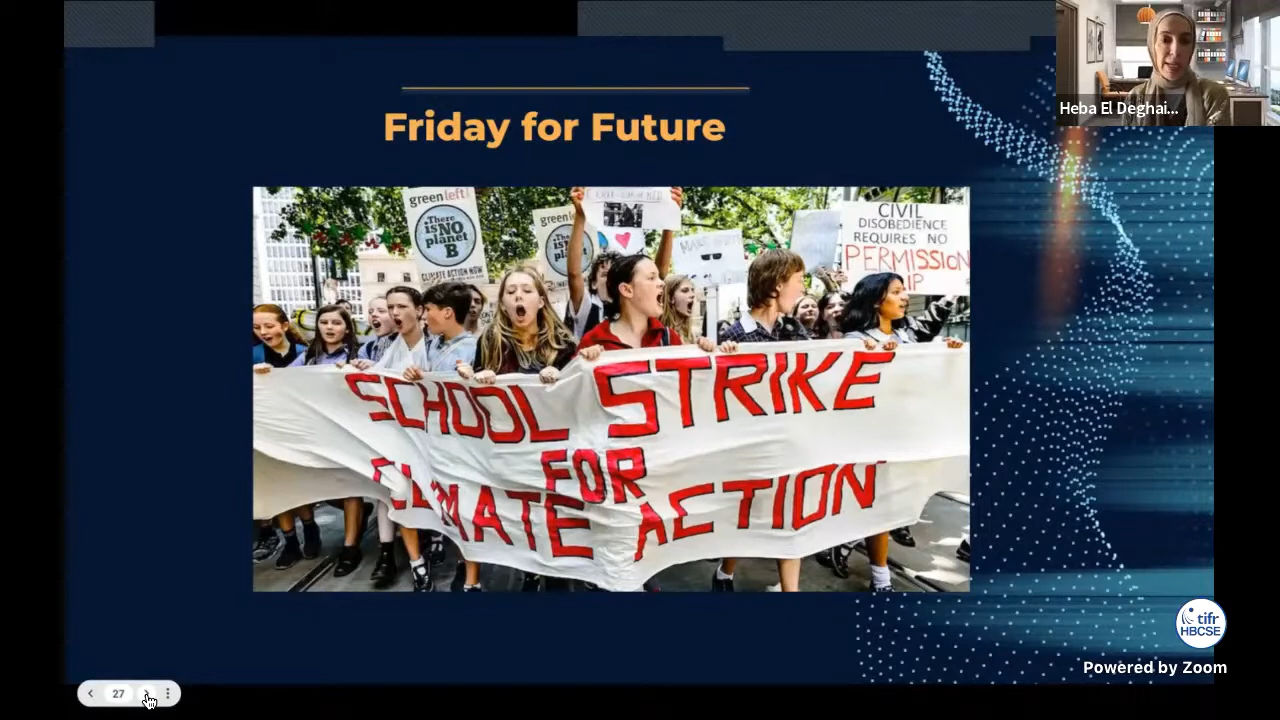 Heba El Deghai...
Friday for Future
green left
There
is NO
planet
B
CLIMATE ACTION NOW
green
CIVIL
DISOBEDIENCE
REQUIRES NO
PERMISSION
SCHOOL STRIKE
FOR
CLIMATE ACTION
tifr
HBCSE
Powered by Zoom
27